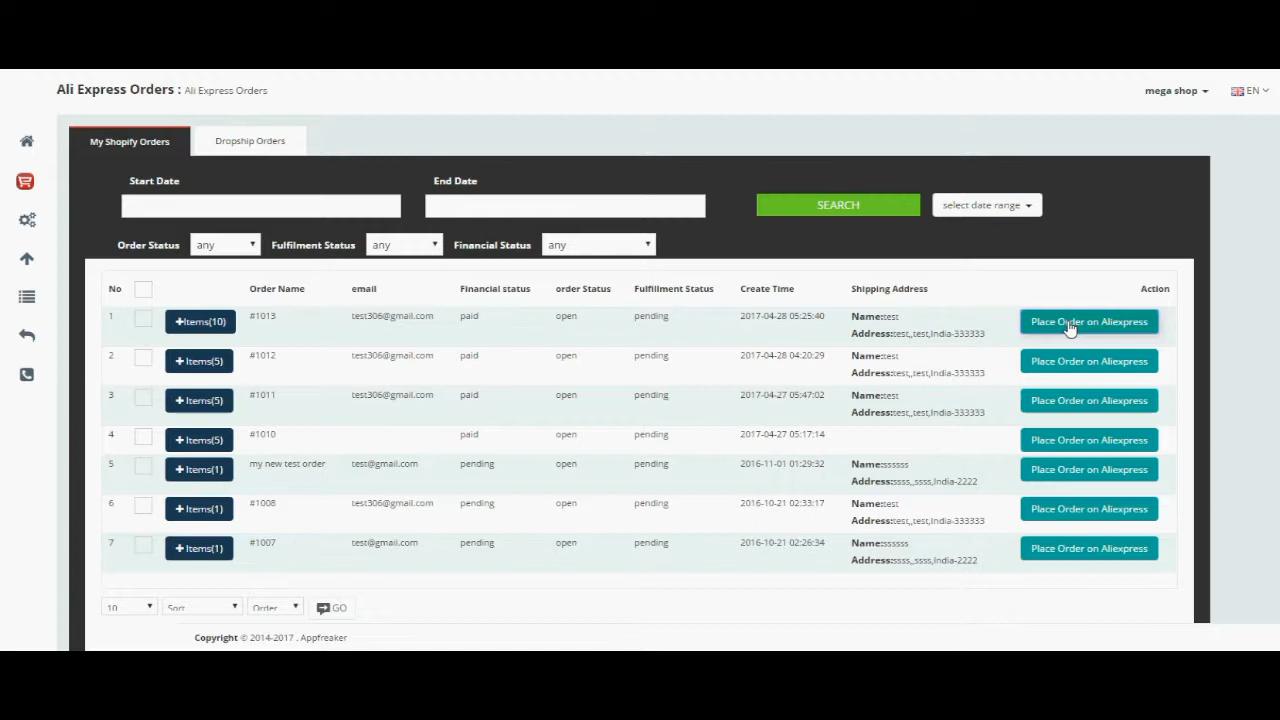 Ali Express Orders : Ali Express Orders
mega shop
EN
My Shopify Orders
Dropship Orders
Start Date
End Date
SEARCH
select date range
Order Status any Fulfilment Status any Financial Status any
No Order Name email Financial status order Status Fulfillment Status Create Time Shipping Address Action
1 +Items(10) #1013 test306@gmail.com paid open pending 2017-04-28 05:25:40 Name:test Place Order on Aliexpress
Address:test,,test,India-333333
2 + Items(5) #1012 test306@gmail.com paid open pending 2017-04-28 04:20:29 Name:test Place Order on Aliexpress
Address:test,,test,India-333333
3 + Items(5) #1011 test306@gmail.com paid open pending 2017-04-27 05:47:02 Name:test Place Order on Aliexpress
Address:test,,test,India-333333
4 + Items(5) #1010 paid open pending 2017-04-27 05:17:14 Place Order on Aliexpress
5 + Items(1) my new test order test@gmail.com pending open pending 2016-11-01 01:29:32 Name:ssssss Place Order on Aliexpress
Address:ssss,,ssss,India-2222
6 + Items(1) #1008 test306@gmail.com pending open pending 2016-10-21 02:33:17 Name:test Place Order on Aliexpress
Address:test,,test,India-333333
7 + Items(1) #1007 test@gmail.com pending open pending 2016-10-21 02:26:34 Name:ssssss Place Order on Aliexpress
Address:ssss,,ssss,India-2222
10 Sort Order GO
Copyright © 2014-2017 . Appfreaker